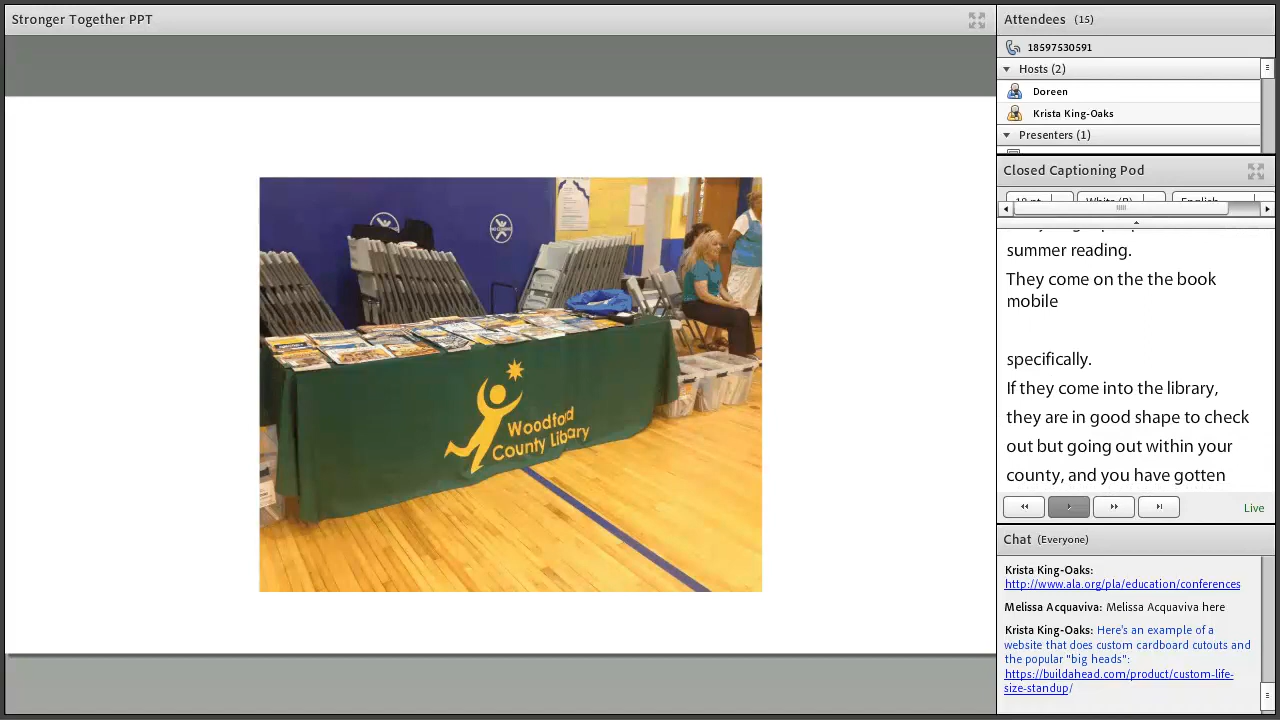 Stronger Together PPT
Woodford
County Library
Attendees (15)
18597530591
Hosts (2)
Doreen
Krista King-Oaks
Presenters (1)
Closed Captioning Pod
summer reading.
They come on the the book
mobile
specifically.
If they come into the library,
they are in good shape to check
out but going out within your
county, and you have gotten
Live
Chat (Everyone)
Krista King-Oaks:
http://www.ala.org/pla/education/conferences
Melissa Acquaviva: Melissa Acquaviva here
Krista King-Oaks: Here's an example of a
website that does custom cardboard cutouts and
the popular "big heads":
https://buildahead.com/product/custom-life-
size-standup/